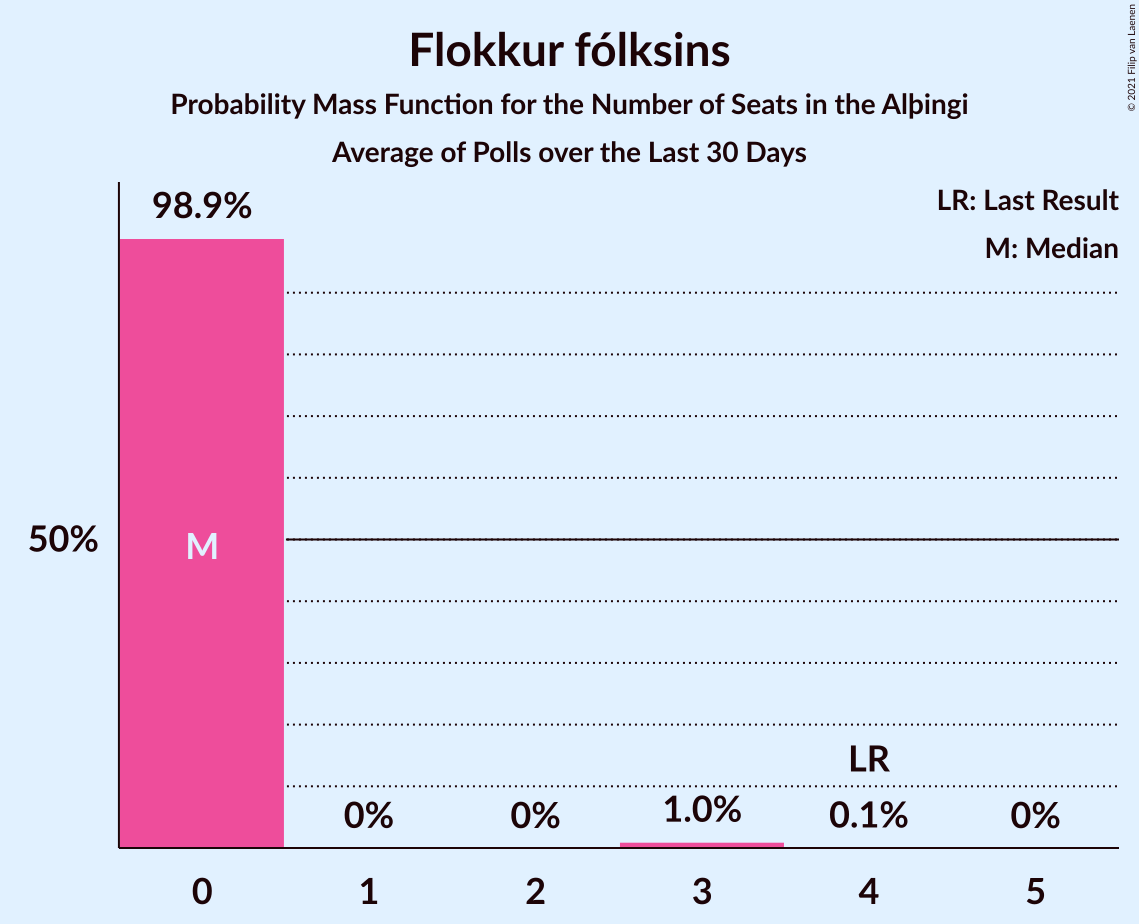 Flokkur fólksins
Probability Mass Function for the Number of Seats in the Alþingi
Average of Polls over the Last 30 Days
© 2021 Filip van Laenen
98.9%
LR: Last Result
M: Median
50%
M
LR
0%
0%
1.0%
0.1%
0%
0
1
2
3
4
5